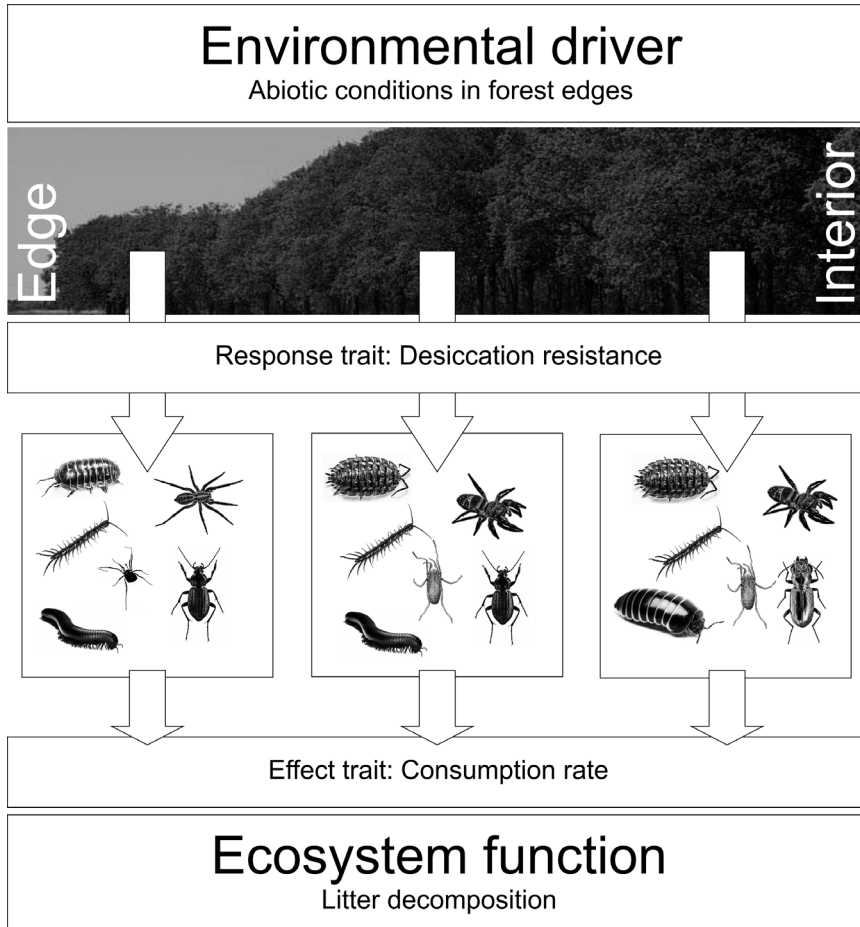 Environmental driver
Abiotic conditions in forest edges
Edge
Interior
Response trait: Desiccation resistance
Effect trait: Consumption rate
Ecosystem function
Litter decomposition